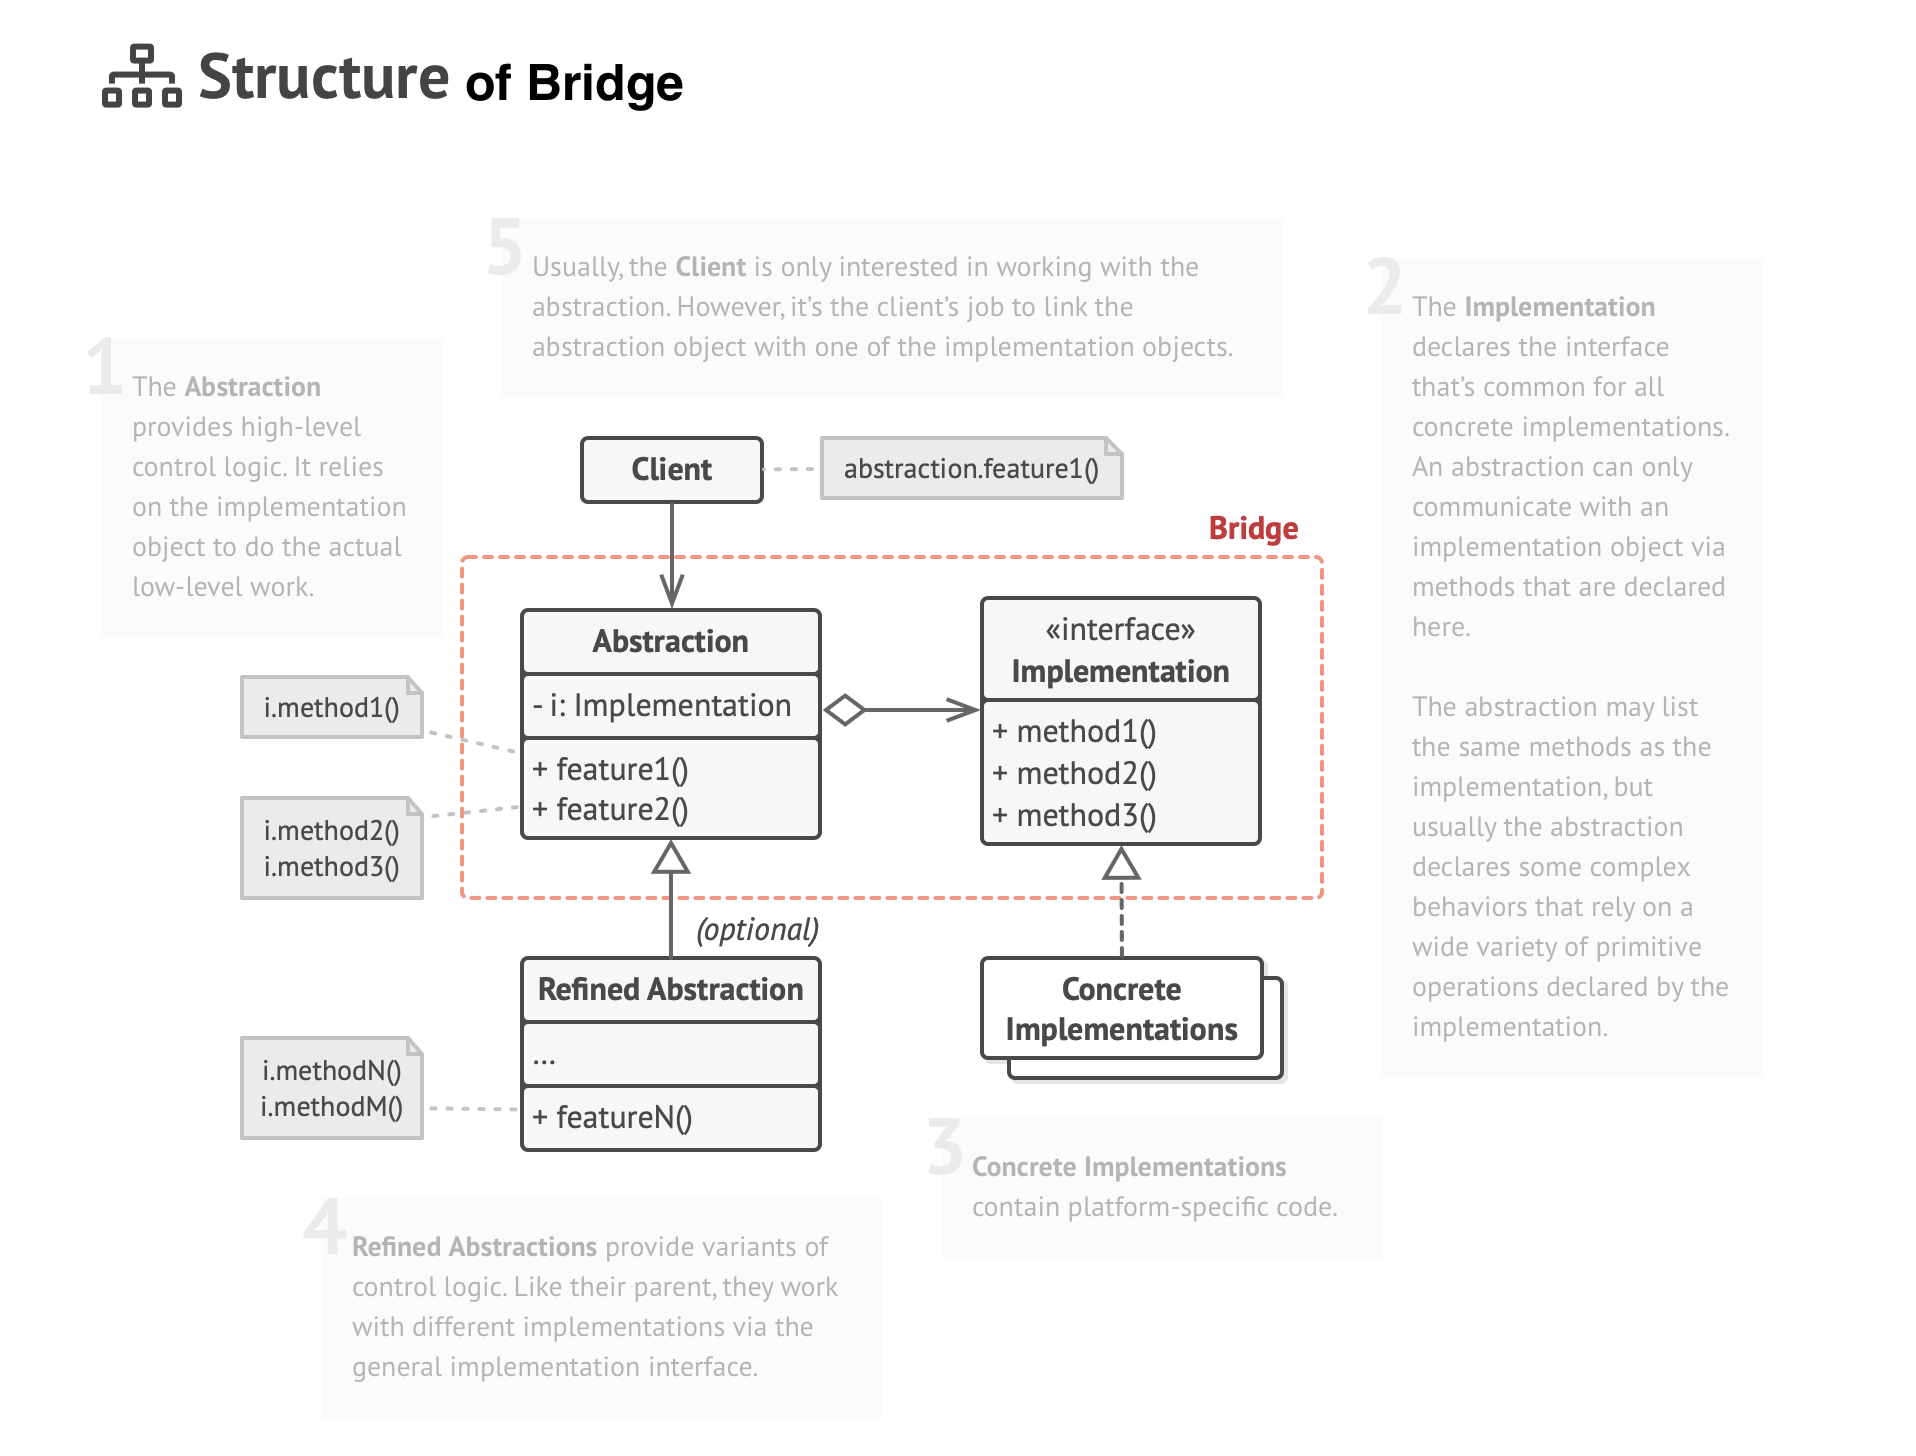 Structure of Bridge
5
Usually, the Client is only interested in working with the
abstraction. However, it’s the client’s job to link the
abstraction object with one of the implementation objects.
1
The Abstraction
provides high-level
control logic. It relies
on the implementation
object to do the actual
low-level work.
2
The Implementation
declares the interface
that’s common for all
concrete implementations.
An abstraction can only
communicate with an
implementation object via
methods that are declared
here.
The abstraction may list
the same methods as the
implementation, but
usually the abstraction
declares some complex
behaviors that rely on a
wide variety of primitive
operations declared by the
implementation.
Client
abstraction.feature1()
Bridge
Abstraction
- i: Implementation
+ feature1()
+ feature2()
«interface»
Implementation
+ method1()
+ method2()
+ method3()
i.method1()
i.method2()
i.method3()
(optional)
Refined Abstraction
...
+ featureN()
i.methodN()
i.methodM()
Concrete
Implementations
3
Concrete Implementations
contain platform-specific code.
4
Refined Abstractions provide variants of
control logic. Like their parent, they work
with different implementations via the
general implementation interface.